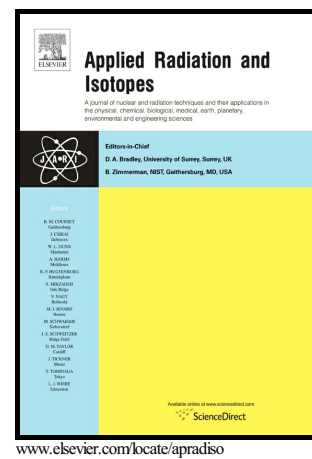 ELSEVIER
Applied Radiation and
Isotopes
A journal of nuclear and radiation techniques and their applications in
the physical, chemical, biological, medical, earth, planetary,
environmental and engineering sciences
J A R I
Editors-in-Chief
D. A. Bradley, University of Surrey, Surrey, UK
B. Zimmerman, NIST, Gaithersburg, MD, USA
Editors
B. M. COURSEY
Gaithersburg
J. CSIKAI
Debrecen
W. L. DUNN
Manhattan
A. HARMS
Middlesex
R. P. HUGTENBURG
Birmingham
S. MIRZADEH
Oak Ridge
V. NAGY
Bethesda
M. J. RIVARD
Boston
M. SCHWAIGER
Seibersdorf
J. S. SCHWEITZER
Ridge Field
D. M. TAYLOR
Cardiff
J. TICKNER
Menai
T. TOMINAGA
Tokyo
L. I. WIEBE
Edmonton
Available online at www.sciencedirect.com
ScienceDirect
www.elsevier.com/locate/apradiso